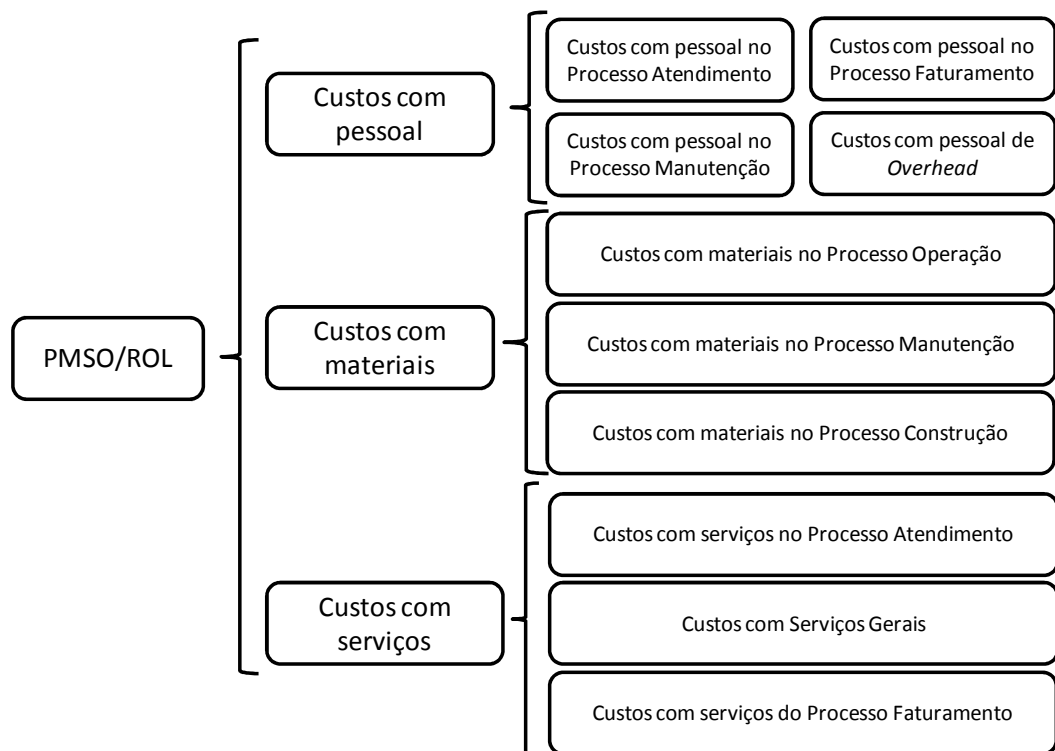 PMSO/ROL
Custos com
pessoal
Custos com pessoal no
Processo Atendimento
Custos com pessoal no
Processo Faturamento
Custos com pessoal no
Processo Manutenção
Custos com pessoal de
Overhead
Custos com
materiais
Custos com materiais no Processo Operação
Custos com materiais no Processo Manutenção
Custos com materiais no Processo Construção
Custos com
serviços
Custos com serviços no Processo Atendimento
Custos com Serviços Gerais
Custos com serviços do Processo Faturamento